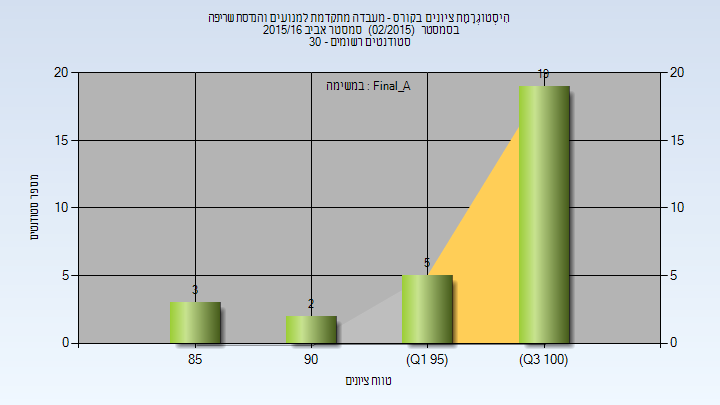 היסטוגרמת ציונים בקורס - מעבדה מתקדמת למנועים והנדסת שריפה
בסמסטר (02/2015) סמסטר אביב 2015/16
סטודנטים רשומים - 30
במשימה : Final_A
מספר סטודנטים
20 20
15 15
10 10
5 5
0 0
3
2
5
19
85 90 (Q1 95) (Q3 100)
טווח ציונים